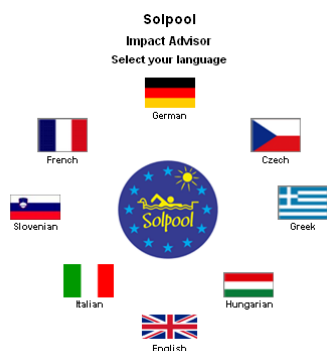 Solpool
Impact Advisor
Select your language
German
French
Czech
Solpool
Slovenian
Greek
Italian
Hungarian
English